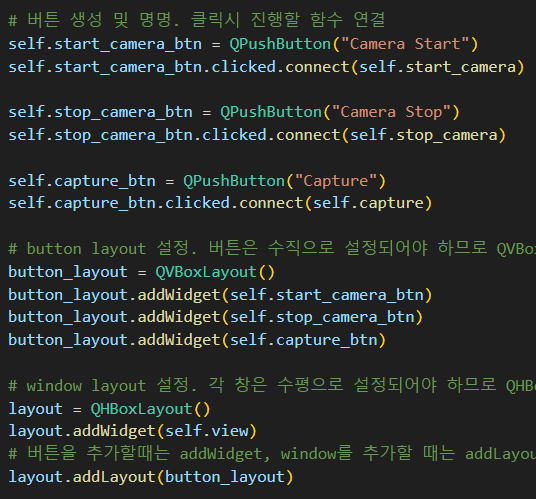 # 버튼 생성 및 명명. 클릭시 진행할 함수 연결
self.start_camera_btn = QPushButton("Camera Start")
self.start_camera_btn.clicked.connect(self.start_camera)
self.stop_camera_btn = QPushButton("Camera Stop")
self.stop_camera_btn.clicked.connect(self.stop_camera)
self.capture_btn = QPushButton("Capture")
self.capture_btn.clicked.connect(self.capture)
# button layout 설정. 버튼은 수직으로 설정되어야 하므로 QVBox
button_layout = QVBoxLayout()
button_layout.addWidget(self.start_camera_btn)
button_layout.addWidget(self.stop_camera_btn)
button_layout.addWidget(self.capture_btn)
# window layout 설정. 각 창은 수평으로 설정되어야 하므로 QHBo
layout = QHBoxLayout()
layout.addWidget(self.view)
# 버튼을 추가할때는 addWidget, window를 추가할 때는 addLayou
layout.addLayout(button_layout)